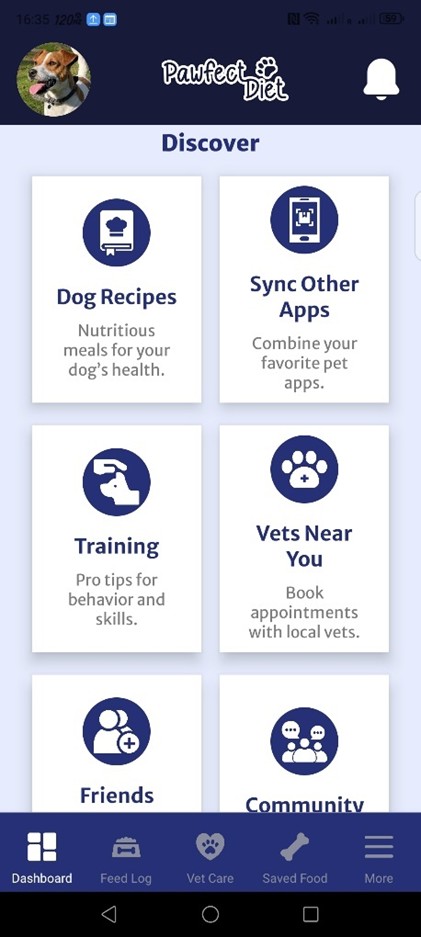 16:35
Pawfect
Diet
Discover
Dog Recipes
Nutritious
meals for your
dog’s health.
Sync Other
Apps
Combine your
favorite pet
apps.
Training
Pro tips for
behavior and
skills.
Vets Near
You
Book
appointments
with local vets.
Friends
Community
Dashboard Feed Log Vet Care Saved Food More